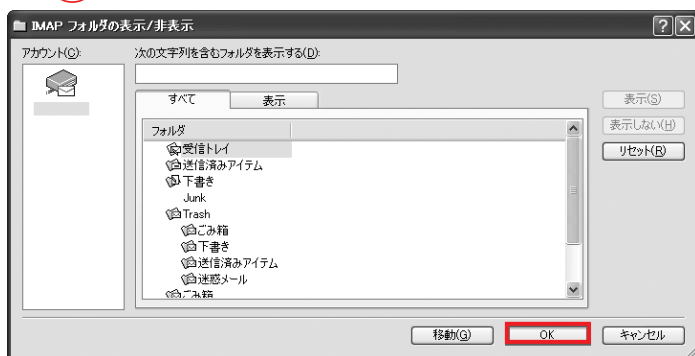 IMAP フォルダの表示/非表示
アカウント(C):
次の文字列を含むフォルダを表示する(D):
すべて
表示
表示(S)
表示しない(H)
リセット(R)
フォルダ
受信トレイ
送信済みアイテム
下書き
Junk
Trash
ごみ箱
下書き
送信済みアイテム
迷惑メール
ごみ箱
移動(G)
OK
キャンセル